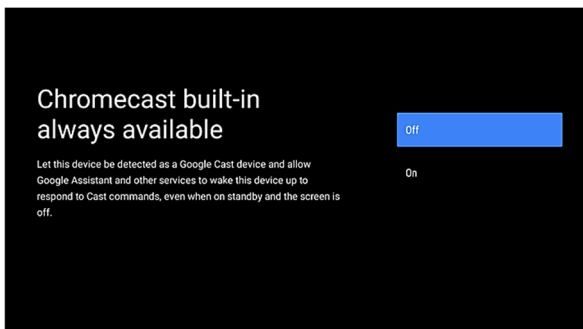 Chromecast built-in
always available
Let this device be detected as a Google Cast device and allow
Google Assistant and other services to wake this device up to
respond to Cast commands, even when on standby and the screen is
off.
Off
On